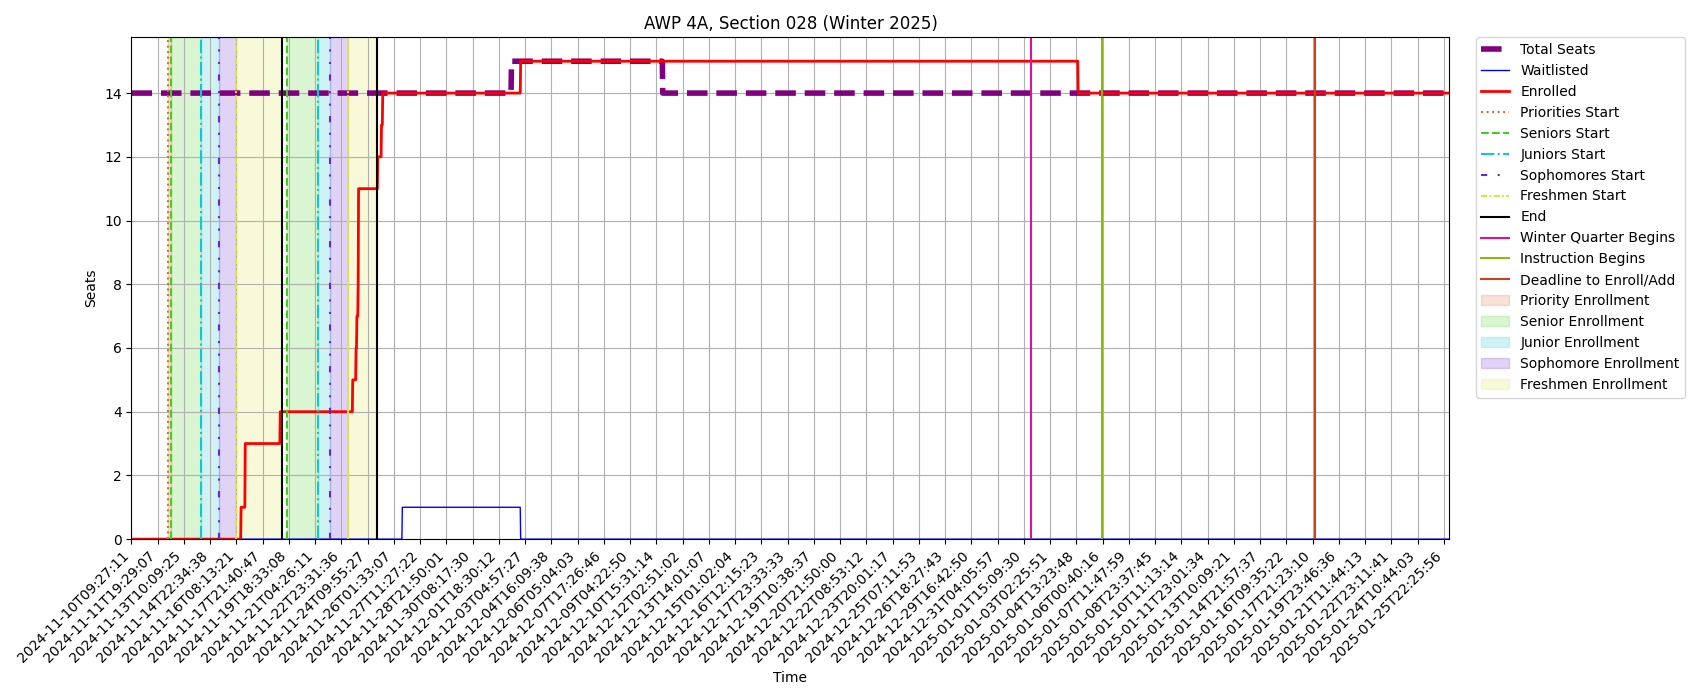 AWP 4A, Section 028 (Winter 2025)
Seats
14
12
10
8
6
4
2
0
2024-11-10T09:27:11
2024-11-11T19:29:07
2024-11-13T10:09:25
2024-11-14T22:34:38
2024-11-16T08:13:21
2024-11-17T21:40:47
2024-11-19T18:33:08
2024-11-21T04:26:11
2024-11-22T23:31:36
2024-11-24T09:55:27
2024-11-26T01:33:07
2024-11-27T11:27:22
2024-11-28T21:50:01
2024-11-30T08:17:30
2024-12-01T18:30:12
2024-12-03T04:57:27
2024-12-04T16:09:38
2024-12-06T05:04:03
2024-12-07T17:26:46
2024-12-09T04:22:50
2024-12-10T15:31:14
2024-12-12T02:51:02
2024-12-13T14:01:07
2024-12-15T01:02:04
2024-12-16T12:15:23
2024-12-17T23:33:33
2024-12-19T10:38:37
2024-12-20T21:50:00
2024-12-22T08:53:12
2024-12-23T20:01:17
2024-12-25T07:11:53
2024-12-26T18:27:43
2024-12-29T16:42:50
2024-12-31T04:05:57
2025-01-01T15:09:30
2025-01-03T02:25:51
2025-01-04T13:23:48
2025-01-06T00:40:16
2025-01-07T11:47:59
2025-01-08T23:37:45
2025-01-10T11:13:14
2025-01-11T23:01:34
2025-01-13T10:09:21
2025-01-14T21:57:37
2025-01-16T09:35:22
2025-01-17T21:23:10
2025-01-19T23:46:36
2025-01-21T11:44:13
2025-01-22T23:11:41
2025-01-24T10:44:03
2025-01-25T22:25:56
Time
Total Seats
Waitlisted
Enrolled
Priorities Start
Seniors Start
Juniors Start
Sophomores Start
Freshmen Start
End
Winter Quarter Begins
Instruction Begins
Deadline to Enroll/Add
Priority Enrollment
Senior Enrollment
Junior Enrollment
Sophomore Enrollment
Freshmen Enrollment